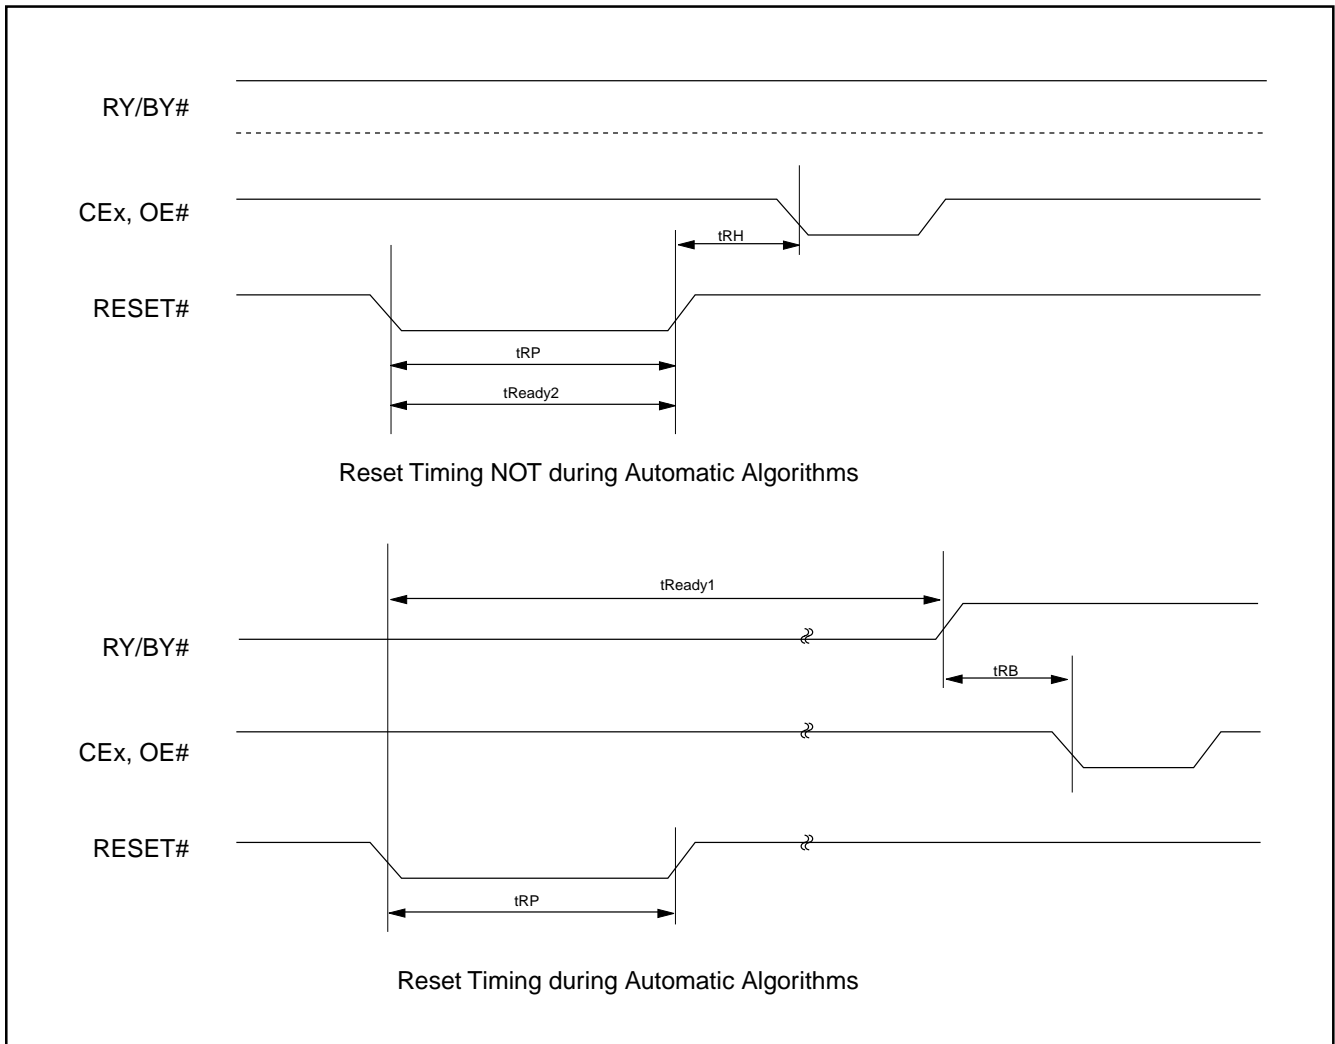 RY/BY#
CEx, OE#
tRH
RESET#
tRP
tReady2
Reset Timing NOT during Automatic Algorithms
tReady1
RY/BY#
tRB
CEx, OE#
RESET#
tRP
Reset Timing during Automatic Algorithms